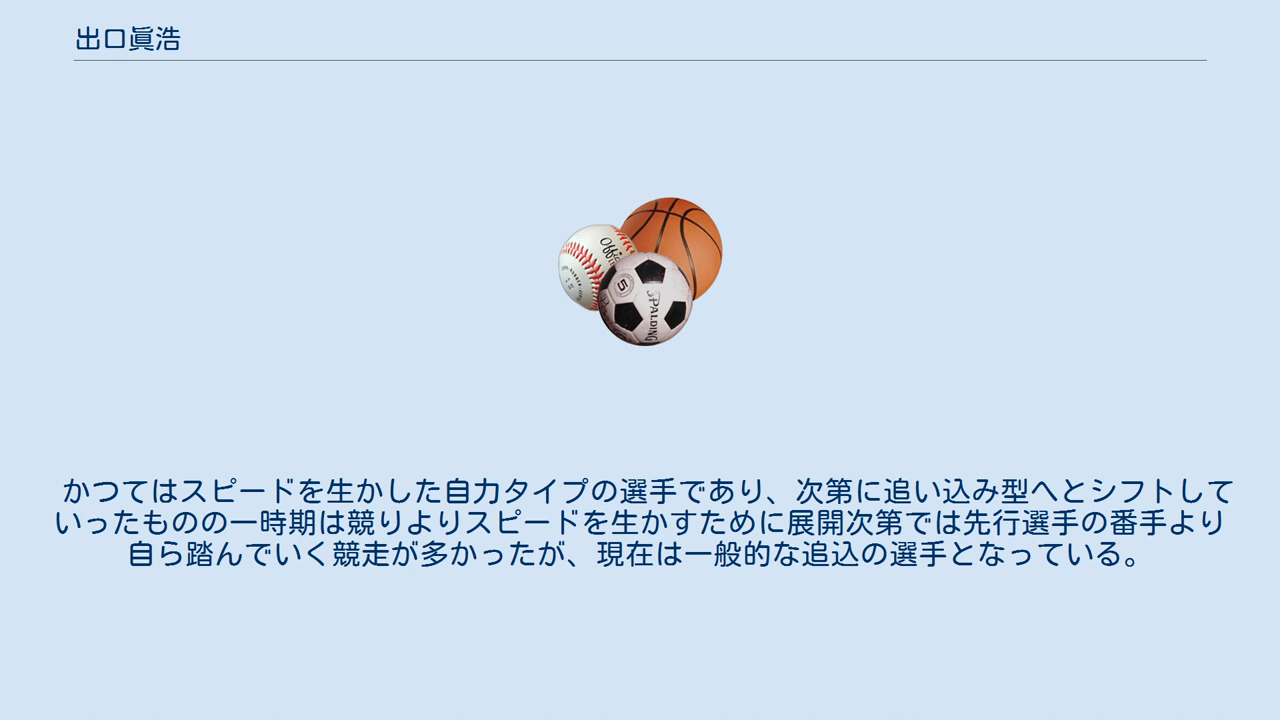 出口眞浩
Offici
5
SPALDING
かつてはスピードを生かした自力タイプの選手であり、次第に追い込み型へとシフトして
いったものの一時期は競りよりスピードを生かすために展開次第では先行選手の番手より
自ら踏んでいく競走が多かったが、現在は一般的な追込の選手となっている。